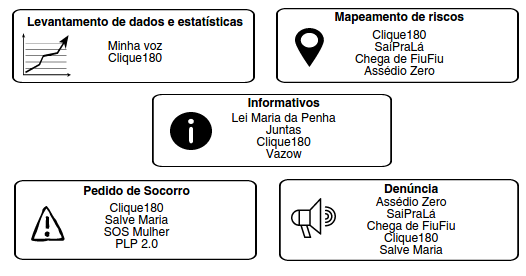 Levantamento de dados e estatísticas
Minha voz
Clique180
Mapeamento de riscos
Clique180
SaiPraLá
Chega de FiuFiu
Assédio Zero
Informativos
Lei Maria da Penha
Juntas
Clique180
Vazow
Pedido de Socorro
Clique180
Salve Maria
SOS Mulher
PLP 2.0
Denúncia
Assédio Zero
SaiPraLá
Chega de FiuFiu
Clique180
Salve Maria